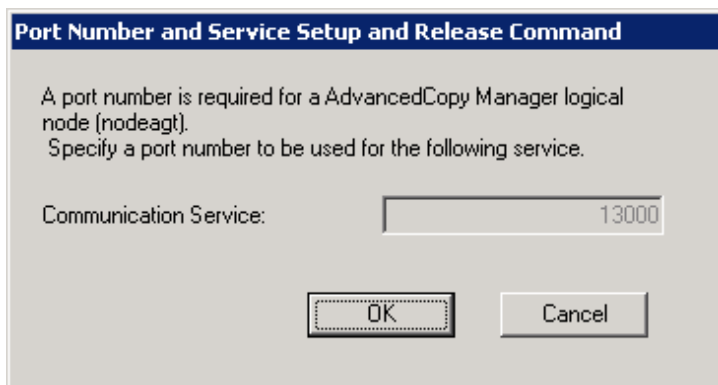 Port Number and Service Setup and Release Command
A port number is required for a AdvancedCopy Manager logical
node (nodeagt).
Specify a port number to be used for the following service.
Communication Service:
13000
OK
Cancel